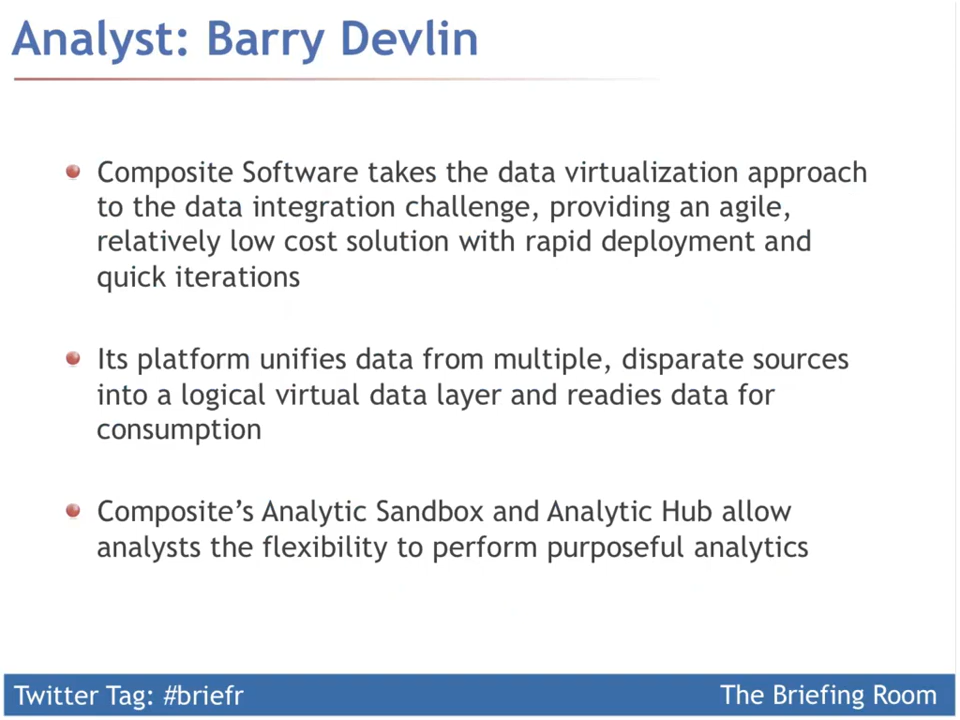 Analyst: Barry Devlin
Composite Software takes the data virtualization approach
to the data integration challenge, providing an agile,
relatively low cost solution with rapid deployment and
quick iterations
Its platform unifies data from multiple, disparate sources
into a logical virtual data layer and readies data for
consumption
Composite’s Analytic Sandbox and Analytic Hub allow
analysts the flexibility to perform purposeful analytics
Twitter Tag: #briefr
The Briefing Room